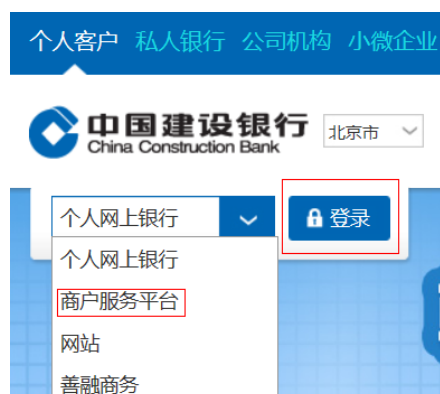 个人客户 私人银行 公司机构 小微企业
中国建设银行 北京市
China Construction Bank
个人网上银行 登录
个人网上银行
商户服务平台
网站
善融商务